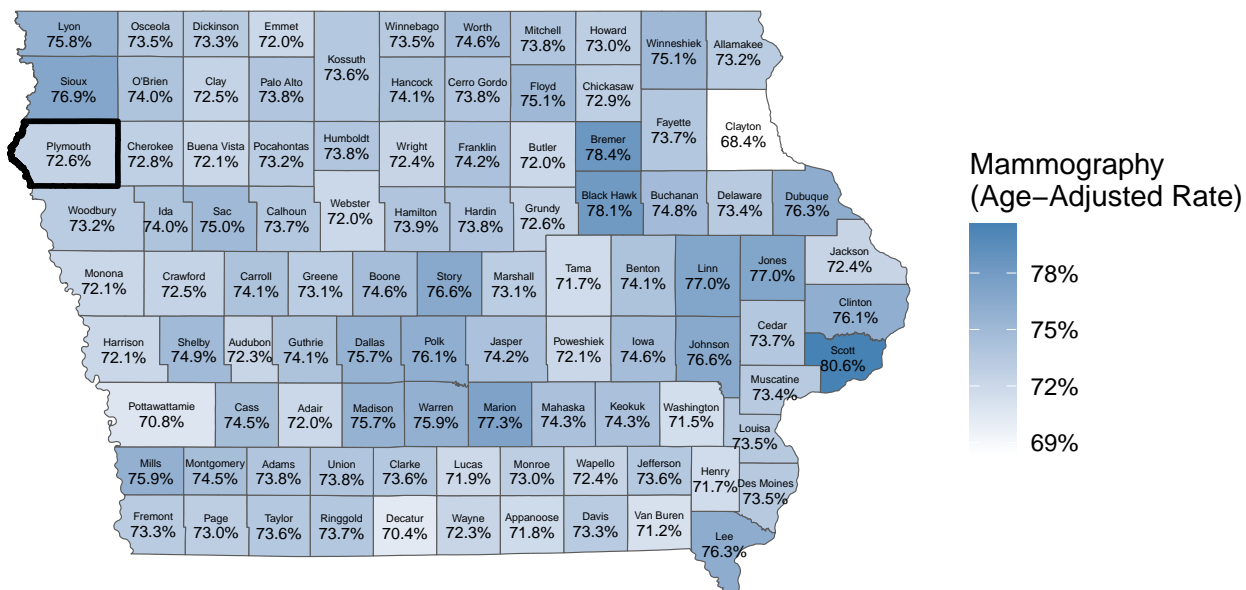 Lyon
75.8%
Osceola
73.5%
Dickinson
73.3%
Emmet
72.0%
Kossuth
73.6%
Winnebago
73.5%
Worth
74.6%
Mitchell
73.8%
Howard
73.0%
Winneshiek
75.1%
Allamakee
73.2%
Sioux
76.9%
O'Brien
74.0%
Clay
72.5%
Palo Alto
73.8%
Hancock
74.1%
Cerro Gordo
73.8%
Floyd
75.1%
Chickasaw
72.9%
Fayette
73.7%
Clayton
68.4%
Plymouth
72.6%
Cherokee
72.8%
Buena Vista
72.1%
Pocahontas
73.2%
Humboldt
73.8%
Wright
72.4%
Franklin
74.2%
Butler
72.0%
Bremer
78.4%
Mammography
(Age−Adjusted Rate)
78%
75%
72%
69%
Woodbury
73.2%
Ida
74.0%
Sac
75.0%
Calhoun
73.7%
Webster
72.0%
Hamilton
73.9%
Hardin
73.8%
Grundy
72.6%
Black Hawk
78.1%
Buchanan
74.8%
Delaware
73.4%
Dubuque
76.3%
Monona
72.1%
Crawford
72.5%
Carroll
74.1%
Greene
73.1%
Boone
74.6%
Story
76.6%
Marshall
73.1%
Tama
71.7%
Benton
74.1%
Linn
77.0%
Jones
77.0%
Jackson
72.4%
Clinton
76.1%
Harrison
72.1%
Shelby
74.9%
Audubon
72.3%
Guthrie
74.1%
Dallas
75.7%
Polk
76.1%
Jasper
74.2%
Poweshiek
72.1%
Iowa
74.6%
Johnson
76.6%
Cedar
73.7%
Scott
80.6%
Muscatine
73.4%
Pottawattamie
70.8%
Cass
74.5%
Adair
72.0%
Madison
75.7%
Warren
75.9%
Marion
77.3%
Mahaska
74.3%
Keokuk
74.3%
Washington
71.5%
Louisa
73.5%
Mills
75.9%
Montgomery
74.5%
Adams
73.8%
Union
73.8%
Clarke
73.6%
Lucas
71.9%
Monroe
73.0%
Wapello
72.4%
Jefferson
73.6%
Henry
71.7%
Des Moines
73.5%
Fremont
73.3%
Page
73.0%
Taylor
73.6%
Ringgold
73.7%
Decatur
70.4%
Wayne
72.3%
Appanoose
71.8%
Davis
73.3%
Van Buren
71.2%
Lee
76.3%